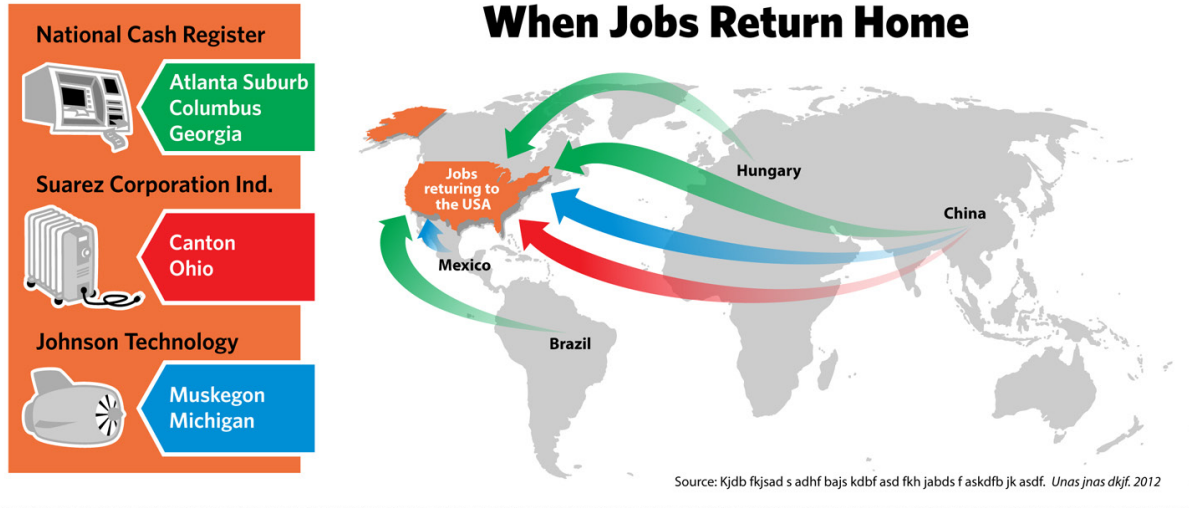 When Jobs Return Home
National Cash Register
Atlanta Suburb
Columbus
Georgia
Suarez Corporation Ind.
Canton
Ohio
Johnson Technology
Muskegon
Michigan
Jobs
returing to
the USA
Hungary
China
Mexico
Brazil
Source: Kjdb fkjsad s adhf bajs kdbf asd fkh jabds f askdfb jk asdf. Unas jnas dkjf. 2012